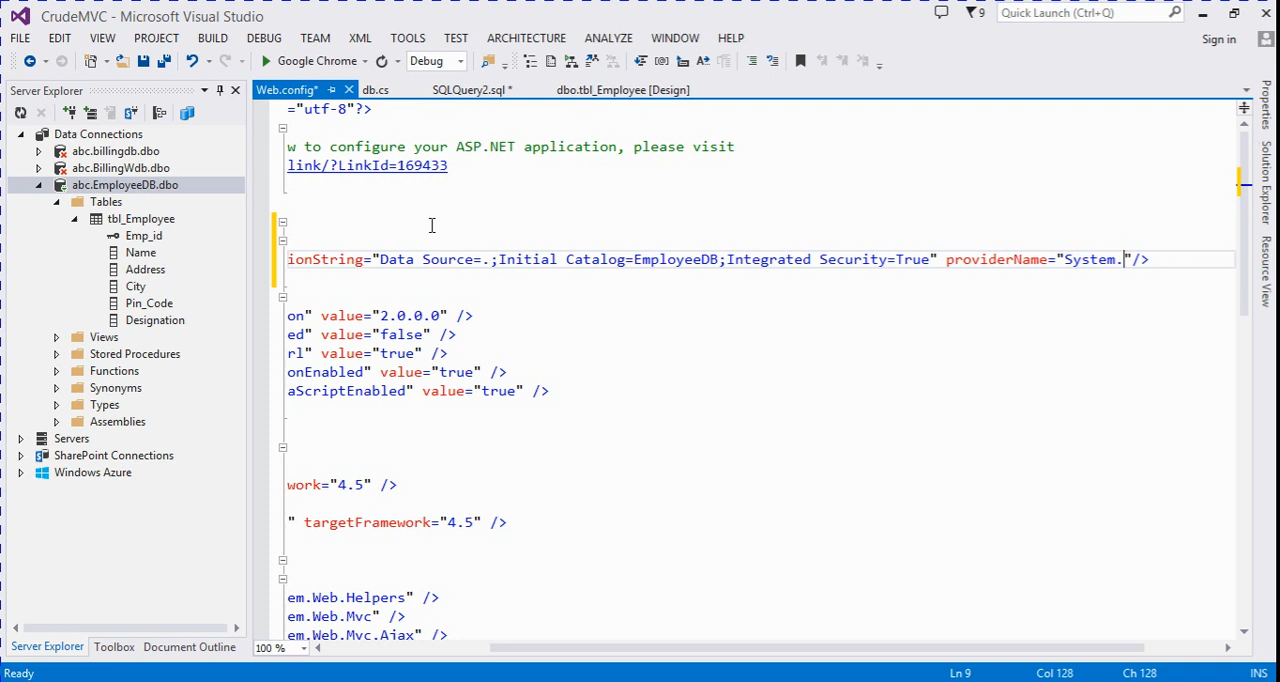 CrudeMVC - Microsoft Visual Studio
9
Quick Launch (Ctrl+Q)
FILE EDIT VIEW PROJECT BUILD DEBUG TEAM XML TOOLS TEST ARCHITECTURE ANALYZE WINDOW HELP
Sign in
Google Chrome
Debug
Server Explorer
Web.config*
db.cs
SQLQuery2.sql *
dbo.tbl_Employee [Design]
Data Connections
abc.billingdb.dbo
abc.BillingWdb.dbo
abc.EmployeeDB.dbo
Tables
tbl_Employee
Emp_id
Name
Address
City
Pin_Code
Designation
Views
Stored Procedures
Functions
Synonyms
Types
Assemblies
Servers
SharePoint Connections
Windows Azure
Server Explorer
Toolbox
Document Outline
="utf-8"?>
w to configure your ASP.NET application, please visit
link/?LinkId=169433
ionString="Data Source=.;Initial Catalog=EmployeeDB;Integrated Security=True" providerName="System."/>
on" value="2.0.0.0" />
ed" value="false" />
rl" value="true" />
onEnabled" value="true" />
aScriptEnabled" value="true" />
work="4.5" />
" targetFramework="4.5" />
em.Web.Helpers" />
em.Web.Mvc" />
em.Web.Mvc.Ajax" />
100 %
Properties
Solution Explorer
Resource View
Ready
Ln 9
Col 128
Ch 128
INS